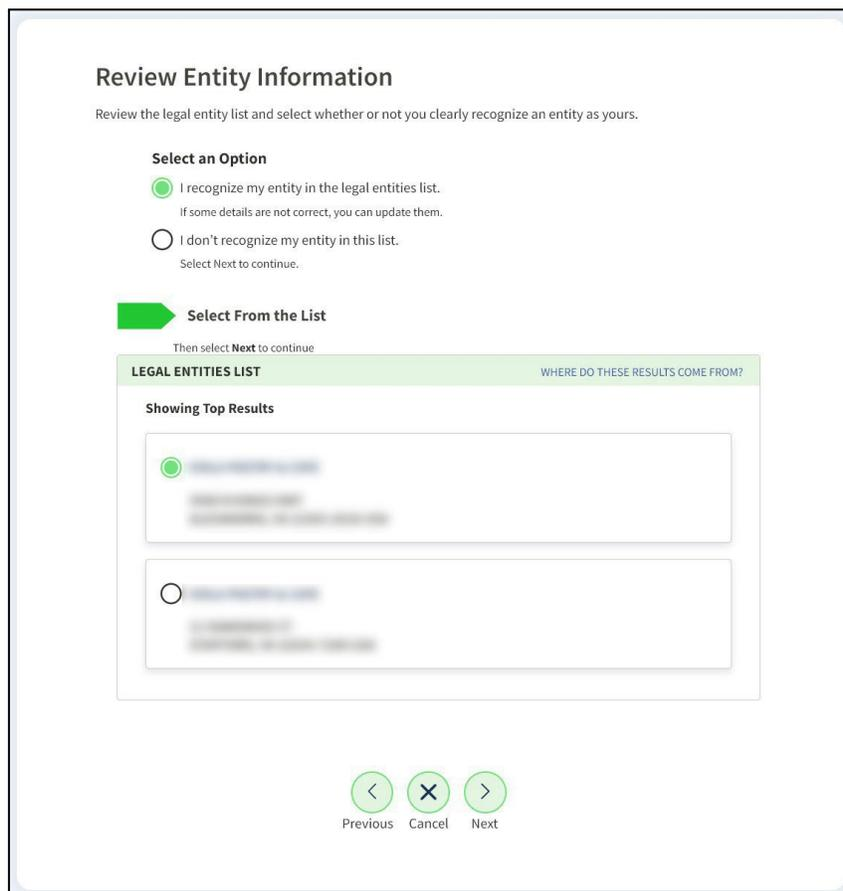 Review Entity Information
Review the legal entity list and select whether or not you clearly recognize an entity as yours.
Select an Option
I recognize my entity in the legal entities list.
If some details are not correct, you can update them.
I don't recognize my entity in this list.
Select Next to continue.
Select From the List
Then select Next to continue
LEGAL ENTITIES LIST WHERE DO THESE RESULTS COME FROM?
Showing Top Results
Previous Cancel Next